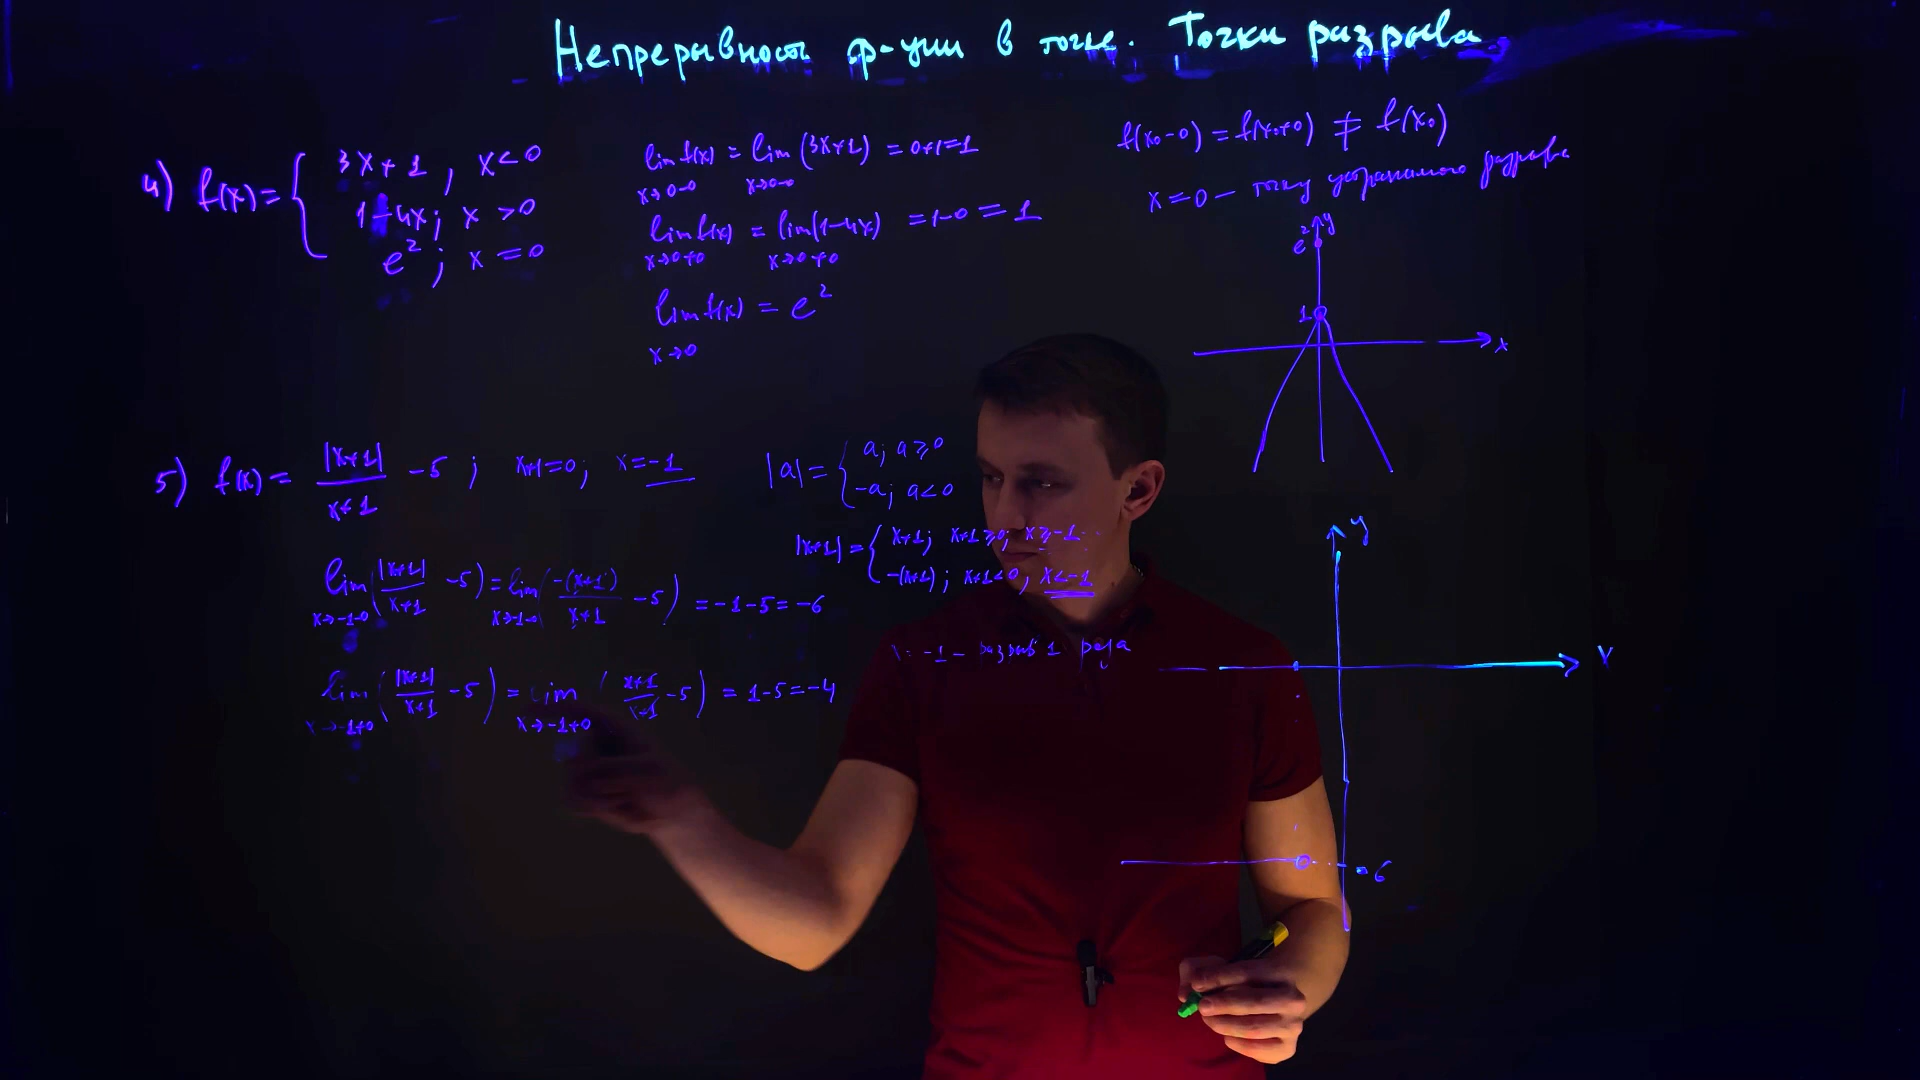 Непрерывность ф-ции в точке. Точки разрыва
4) f(x) = { 3x+1, x<0
1-4x; x>0
e²; x=0
lim f(x) = lim (3x+1) = 0+1=1
x→0-0 x→0-0
lim f(x) = lim (1-4x) = 1-0 = 1
x→0+0 x→0+0
lim f(x) = e²
x→0
f(x₀-0) = f(x₀+0) ≠ f(x₀)
x=0 - точка устранимого разрыва
y
e²
1
x
5) f(x) = |x+1|/(x+1) -5; x+1=0; x=-1
|a| = { a; a≥0
-a; a<0
|x+1| = { x+1; x+1≥0; x≥-1
-(x+1); x+1<0; x<-1
lim (|x+1|/(x+1) -5) = lim (-(x+1)/(x+1) -5) = -1-5=-6
x→-1-0 x→-1-0
x=-1 - разрыв 1 рода
lim (|x+1|/(x+1) -5) = lim (x+1/(x+1) -5) = 1-5=-4
x→-1+0 x→-1+0
y
x
-6